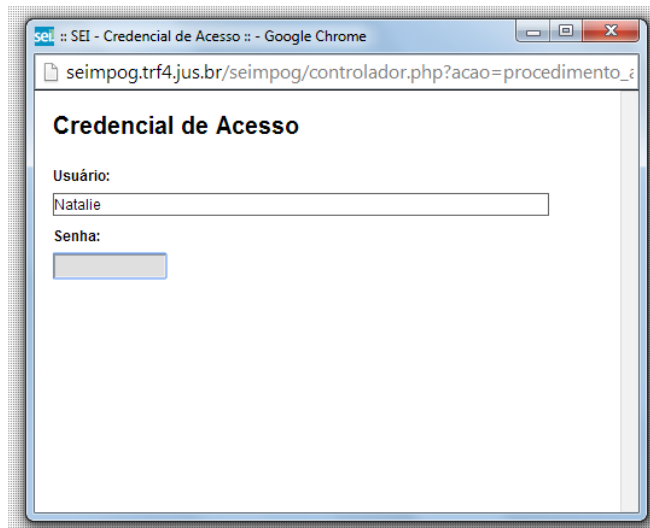 sei. :: SEI - Credencial de Acesso :: - Google Chrome
seimpog.trf4.jus.br/seimpog/controlador.php?acao=procedimento_a
Credencial de Acesso
Usuário:
Natalie
Senha: